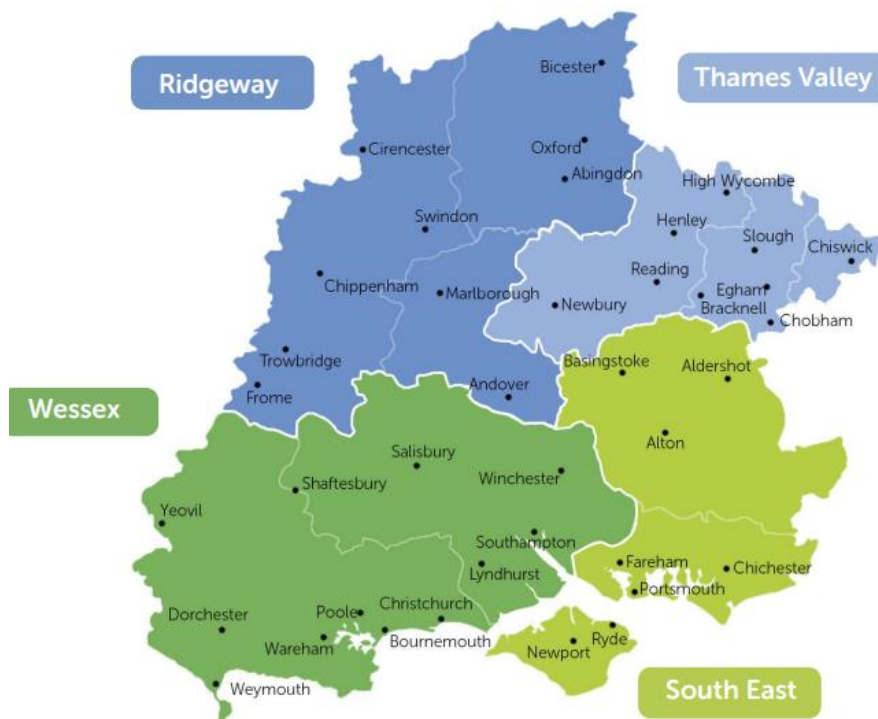 Bicester
Ridgeway
Thames Valley
Oxford
Cirencester
Abingdon
High Wycombe
Swindon
Henley
Slough
Chiswick
Chippenham
Reading
Marlborough
Egham
Newbury
Bracknell
Chobham
Trowbridge
Basingstoke
Aldershot
Andover
Frome
Wessex
Alton
Salisbury
Winchester
Shaftesbury
Yeovil
Southampton
Fareham
Chichester
Lyndhurst
Portsmouth
Christchurch
Poole
Dorchester
Ryde
Wareham
Bournemouth
Newport
Weymouth
South East